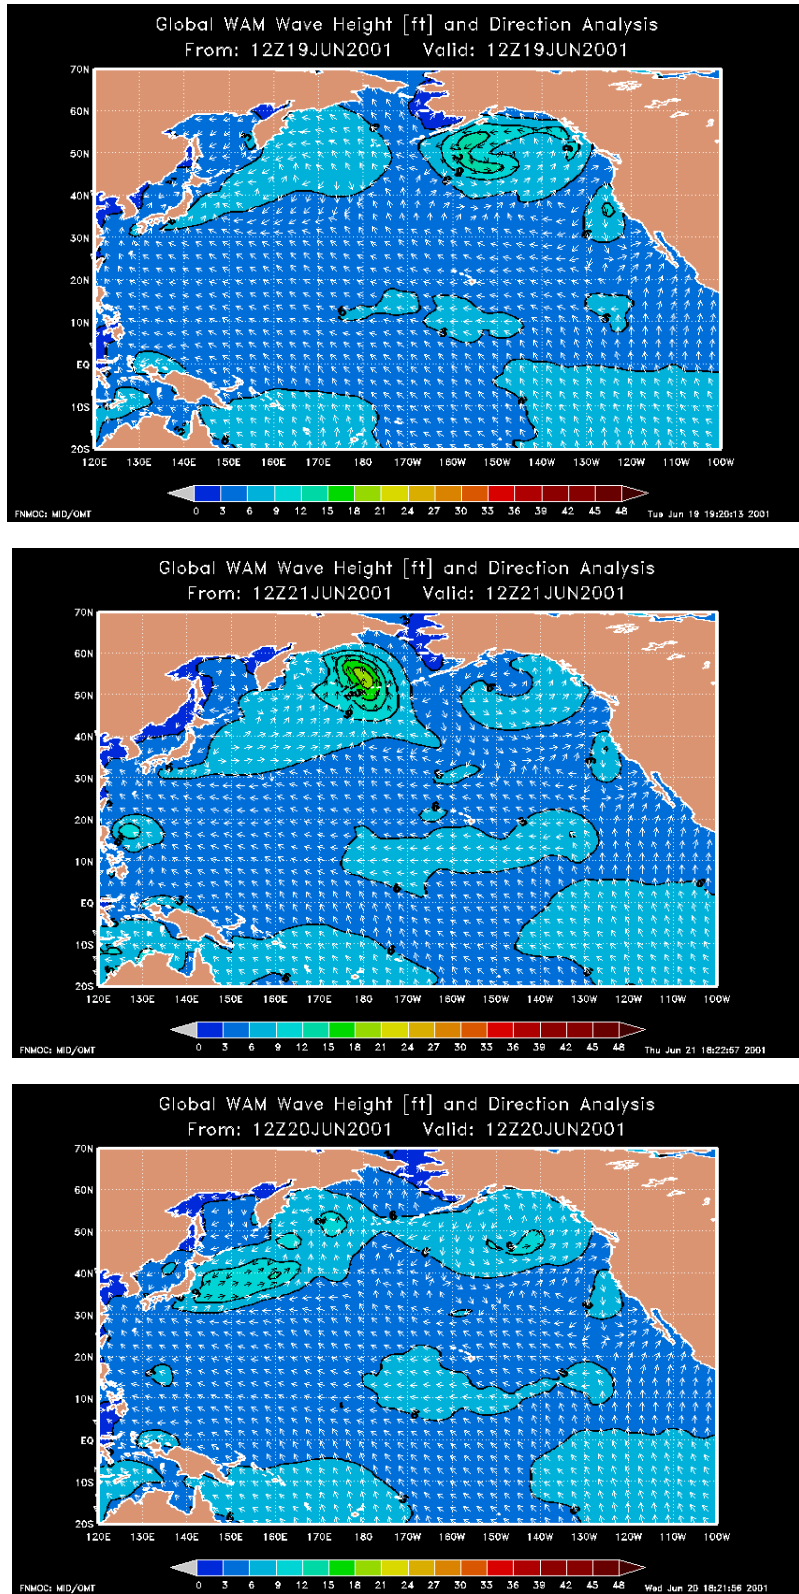 Global WAM Wave Height [ft] and Direction Analysis
From: 12Z19JUN2001 Valid: 12Z19JUN2001
70N
60N
50N
40N
30N
20N
10N
EQ
10S
20S
120E 130E 140E 150E 160E 170E 180 170W 160W 150W 140W 130W 120W 110W 100W
0 3 6 9 12 15 18 21 24 27 30 33 36 39 42 45 48
FNMOC: MID/OMT Tue Jun 19 19:20:13 2001
Global WAM Wave Height [ft] and Direction Analysis
From: 12Z21JUN2001 Valid: 12Z21JUN2001
70N
60N
50N
40N
30N
20N
10N
EQ
10S
20S
120E 130E 140E 150E 160E 170E 180 170W 160W 150W 140W 130W 120W 110W 100W
0 3 6 9 12 15 18 21 24 27 30 33 36 39 42 45 48
FNMOC: MID/OMT Thu Jun 21 18:22:57 2001
Global WAM Wave Height [ft] and Direction Analysis
From: 12Z20JUN2001 Valid: 12Z20JUN2001
70N
60N
50N
40N
30N
20N
10N
EQ
10S
20S
120E 130E 140E 150E 160E 170E 180 170W 160W 150W 140W 130W 120W 110W 100W
0 3 6 9 12 15 18 21 24 27 30 33 36 39 42 45 48
FNMOC: MID/OMT Wed Jun 20 18:21:56 2001